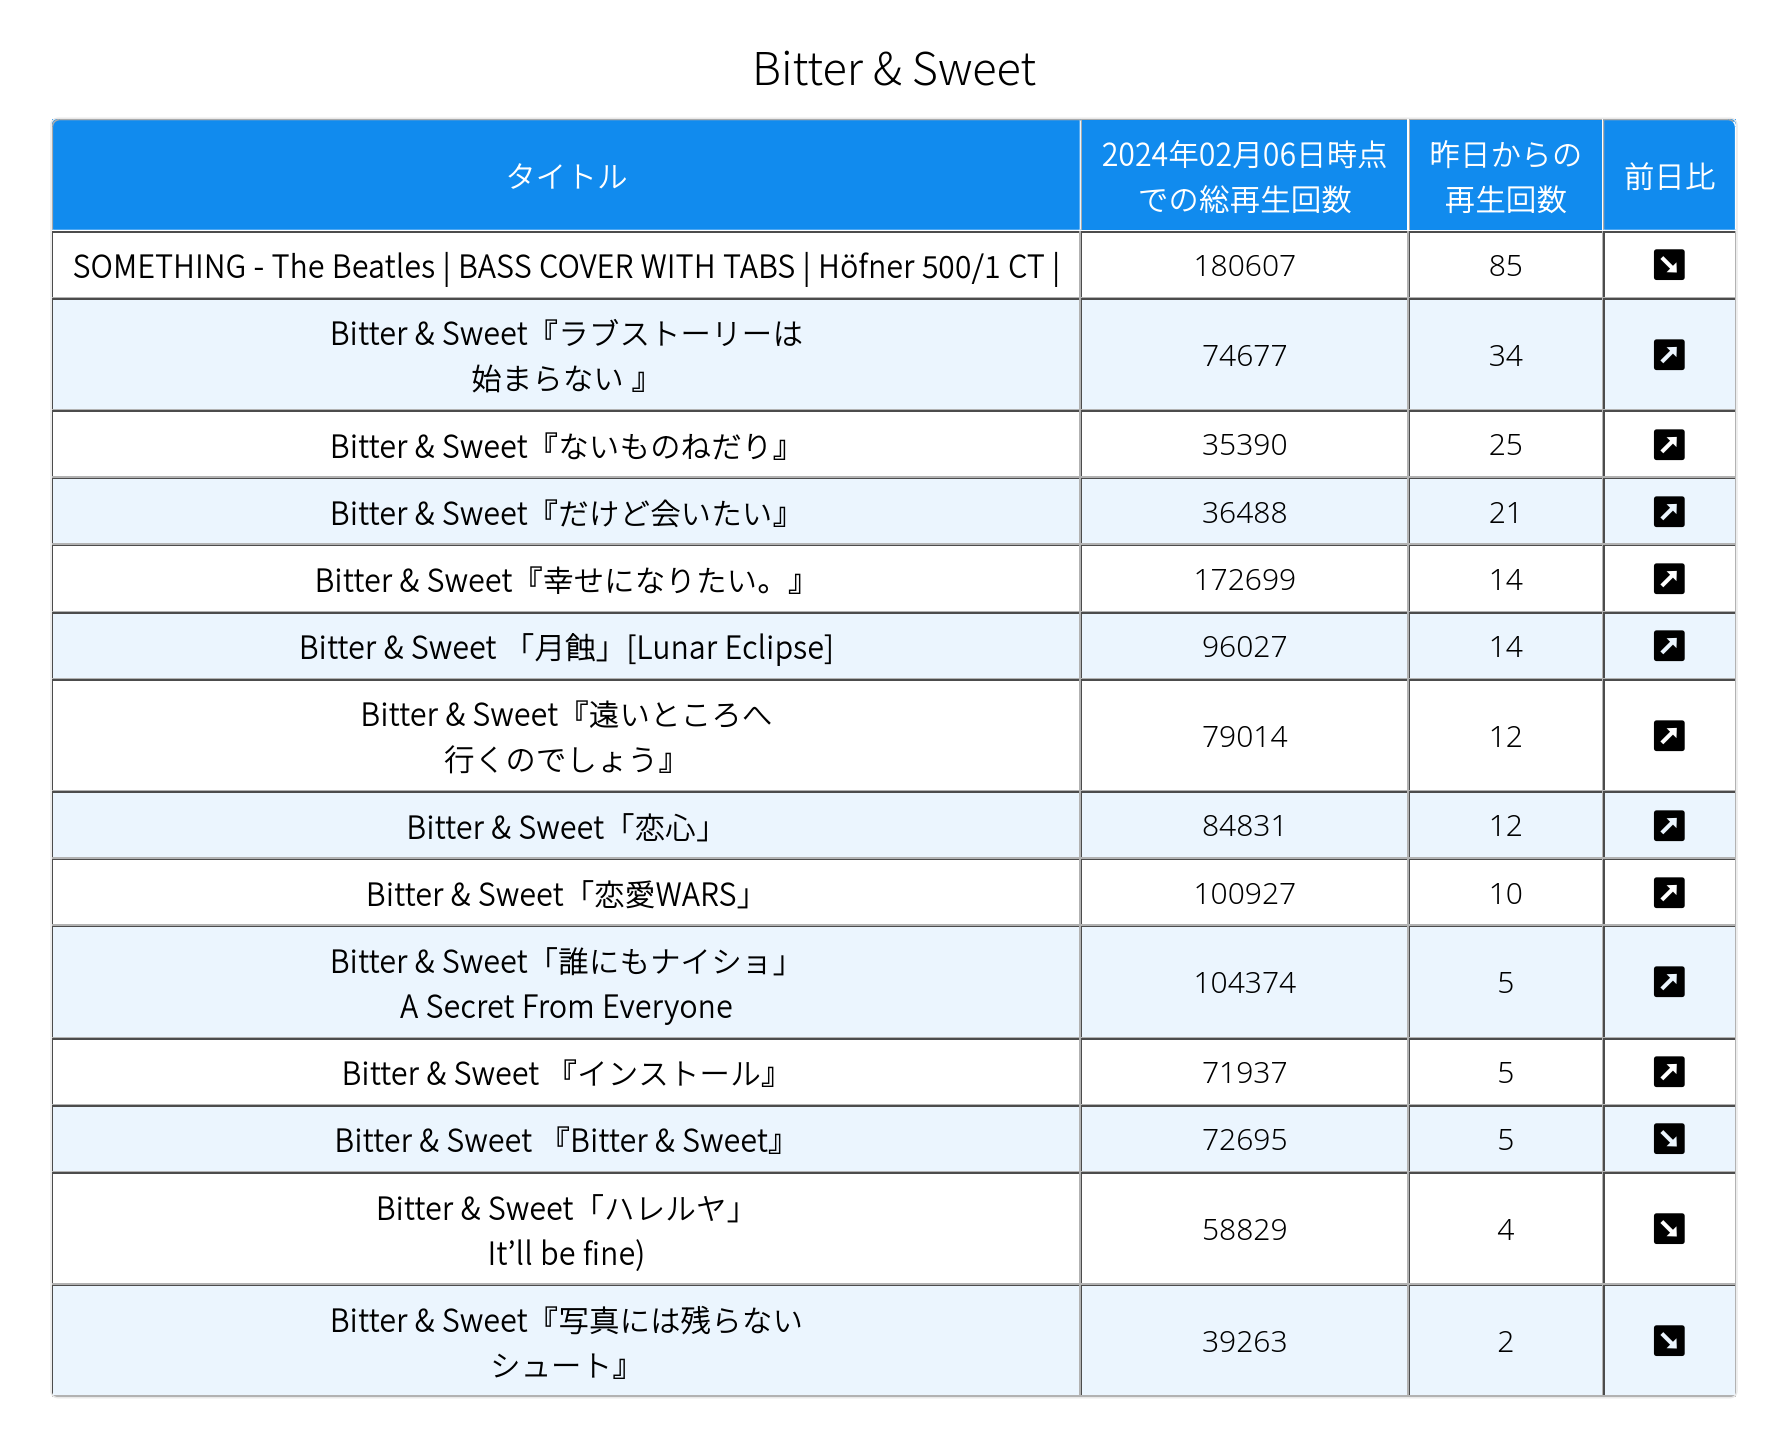 Bitter & Sweet
タイトル
2024年02月06日時点
での総再生回数
昨日からの
再生回数
前日比
SOMETHING - The Beatles | BASS COVER WITH TABS | Höfner 500/1 CT |
180607
85
Bitter & Sweet『ラブストーリーは
始まらない 』
74677
34
Bitter & Sweet『ないものねだり』
35390
25
Bitter & Sweet『だけど会いたい』
36488
21
Bitter & Sweet『幸せになりたい。』
172699
14
Bitter & Sweet 「月蝕」[Lunar Eclipse]
96027
14
Bitter & Sweet『遠いところへ
行くのでしょう』
79014
12
Bitter & Sweet「恋心」
84831
12
Bitter & Sweet「恋愛WARS」
100927
10
Bitter & Sweet「誰にもナイショ」
A Secret From Everyone
104374
5
Bitter & Sweet 『インストール』
71937
5
Bitter & Sweet 『Bitter & Sweet』
72695
5
Bitter & Sweet「ハレルヤ」
It’ll be fine)
58829
4
Bitter & Sweet『写真には残らない
シュート』
39263
2